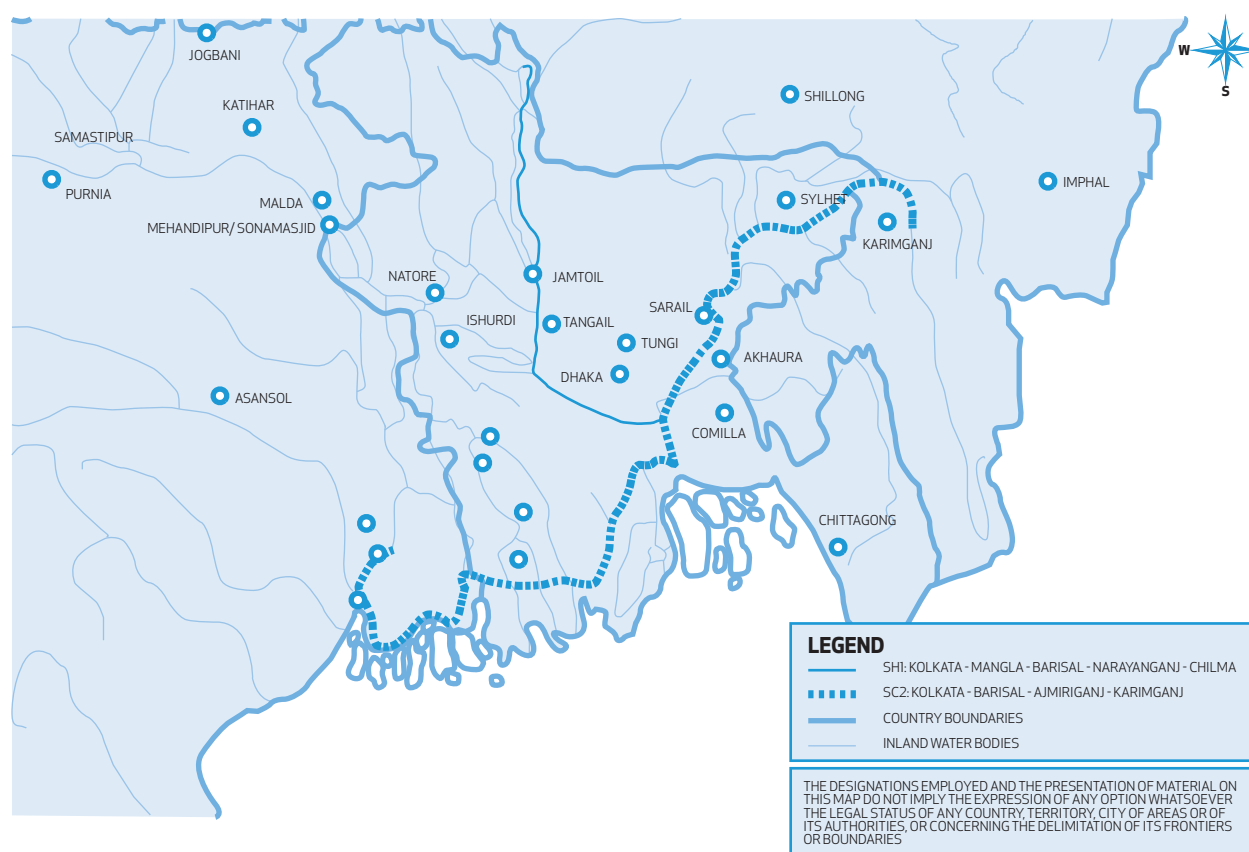 JOGBANI
W
S
SHILLONG
KATIHAR
SAMASTIPUR
PURNIA
IMPHAL
MALDA
SYLHET
MEHANDIPUR/ SONAMASJID
KARIMGANJ
NATORE
JAMTOIL
SARAIL
ISHURDI
TANGAIL
TUNGI
AKHAURA
DHAKA
ASANSOL
COMILLA
CHITTAGONG
LEGEND
SH1: KOLKATA - MANGLA - BARISAL - NARAYANGANJ - CHILMA
SC2: KOLKATA - BARISAL - AJMIRIGANJ - KARIMGANJ
COUNTRY BOUNDARIES
INLAND WATER BODIES
THE DESIGNATIONS EMPLOYED AND THE PRESENTATION OF MATERIAL ON
THIS MAP DO NOT IMPLY THE EXPRESSION OF ANY OPTION WHATSOEVER
THE LEGAL STATUS OF ANY COUNTRY, TERRITORY, CITY OF AREAS OR OF
ITS AUTHORITIES, OR CONCERNING THE DELIMITATION OF ITS FRONTIERS
OR BOUNDARIES